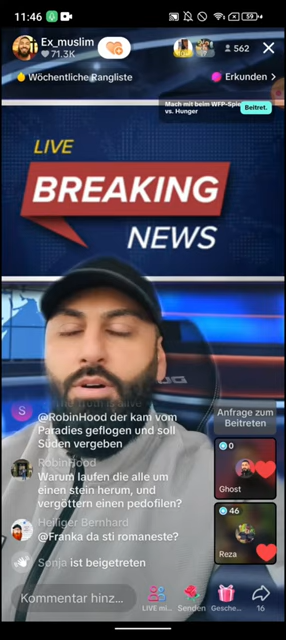 11:46
59
Ex_muslim
71.3K
562
Wöchentliche Rangliste
Erkunden >
Mach mit beim WFP-Spie
vs. Hunger
Beitret.
LIVE
BREAKING
NEWS
S
@RobinHood der kam vom
Paradies geflogen und soll
Süden vergeben
RobinHood
Warum laufen die alle um
einen stein herum, und
vergöttern einen pedofilen?
Heiliger Bernhard
@Franka da sti romaneste?
Sonja ist beigetreten
Anfrage zum
Beitreten
0
Ghost
46
Reza
Kommentar hinz...
LIVE mi...
Senden
Gesche...
16